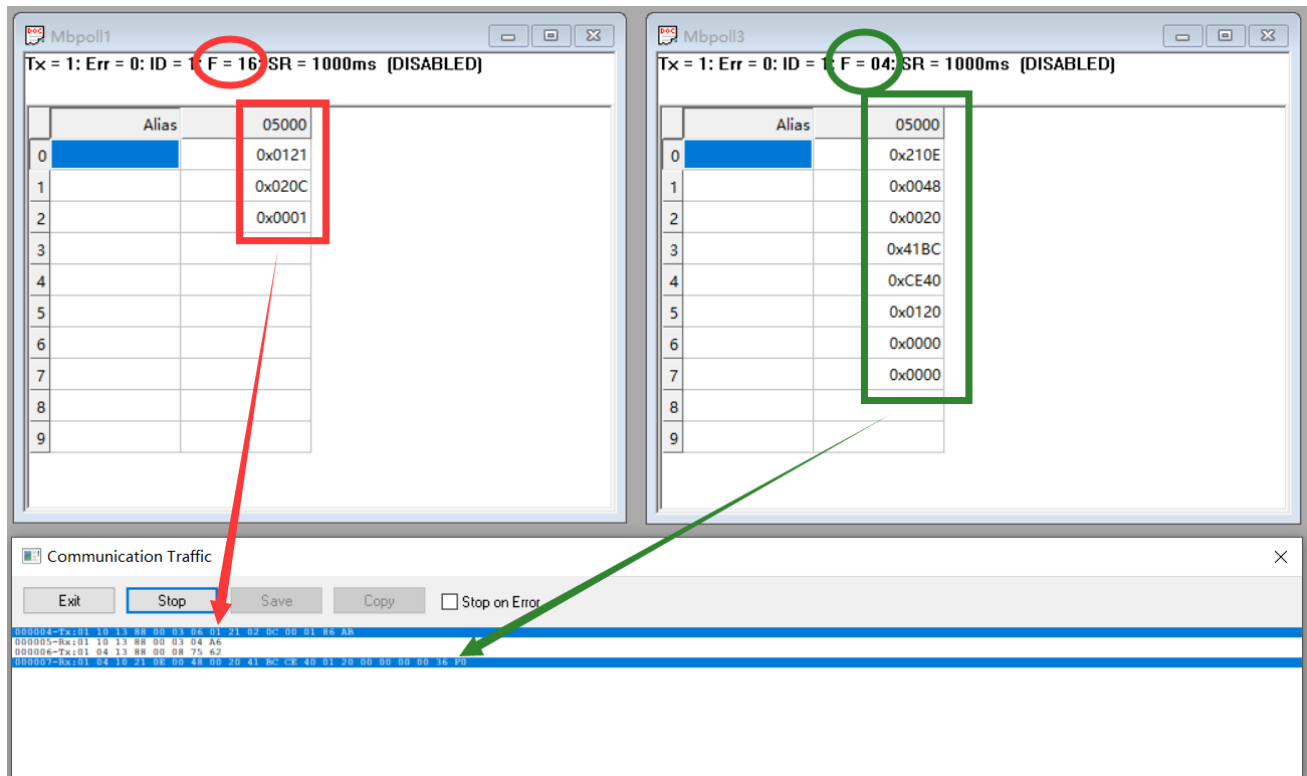 Mbpoll1
Tx = 1: Err = 0: ID = 1: F = 16: SR = 1000ms (DISABLED)
Alias 05000
0 0x0121
1 0x020C
2 0x0001
3
4
5
6
7
8
9
Mbpoll3
Tx = 1: Err = 0: ID = 1: F = 04: SR = 1000ms (DISABLED)
Alias 05000
0 0x210E
1 0x0048
2 0x0020
3 0x41BC
4 0xCE40
5 0x0120
6 0x0000
7 0x0000
8
9
Communication Traffic
Exit Stop Save Copy Stop on Error
000004-Tx:01 10 13 88 00 03 06 01 21 02 0C 00 01 86 AB
000005-Rx:01 10 13 88 00 03 04 A6
000006-Tx:01 04 13 88 00 08 75 62
000007-Rx:01 04 10 21 0E 00 48 00 20 41 BC CE 40 01 20 00 00 00 00 36 F0